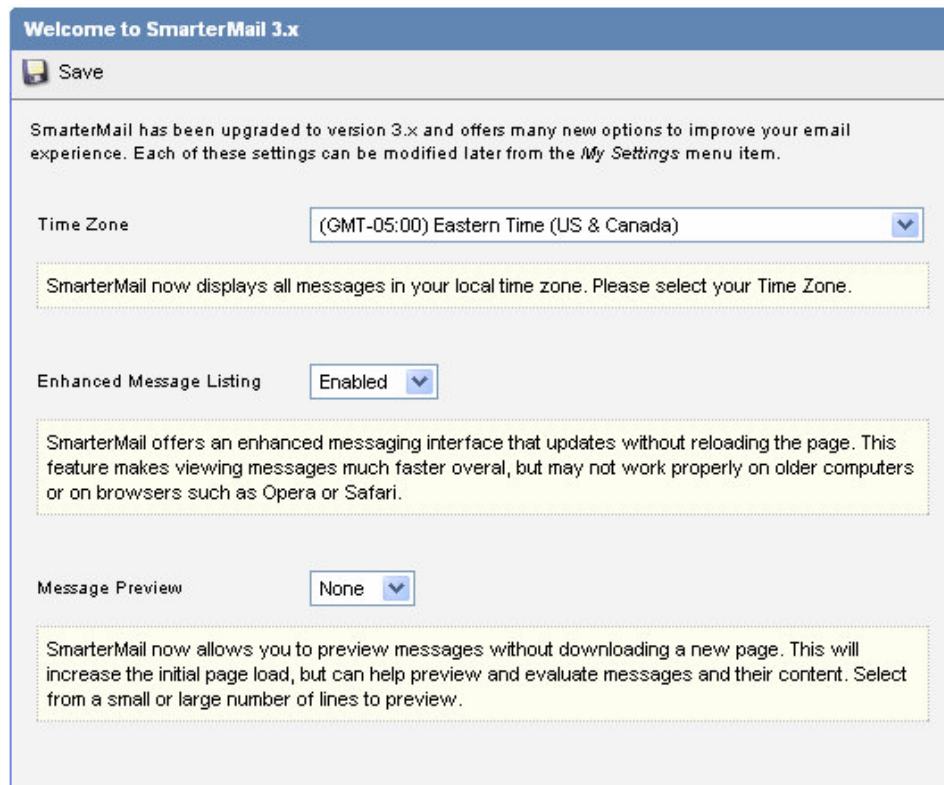 Welcome to SmarterMail 3.x
Save
SmarterMail has been upgraded to version 3.x and offers many new options to improve your email
experience. Each of these settings can be modified later from the My Settings menu item.
Time Zone
(GMT-05:00) Eastern Time (US & Canada)
SmarterMail now displays all messages in your local time zone. Please select your Time Zone.
Enhanced Message Listing
Enabled
SmarterMail offers an enhanced messaging interface that updates without reloading the page. This
feature makes viewing messages much faster overal, but may not work properly on older computers
or on browsers such as Opera or Safari.
Message Preview
None
SmarterMail now allows you to preview messages without downloading a new page. This will
increase the initial page load, but can help preview and evaluate messages and their content. Select
from a small or large number of lines to preview.